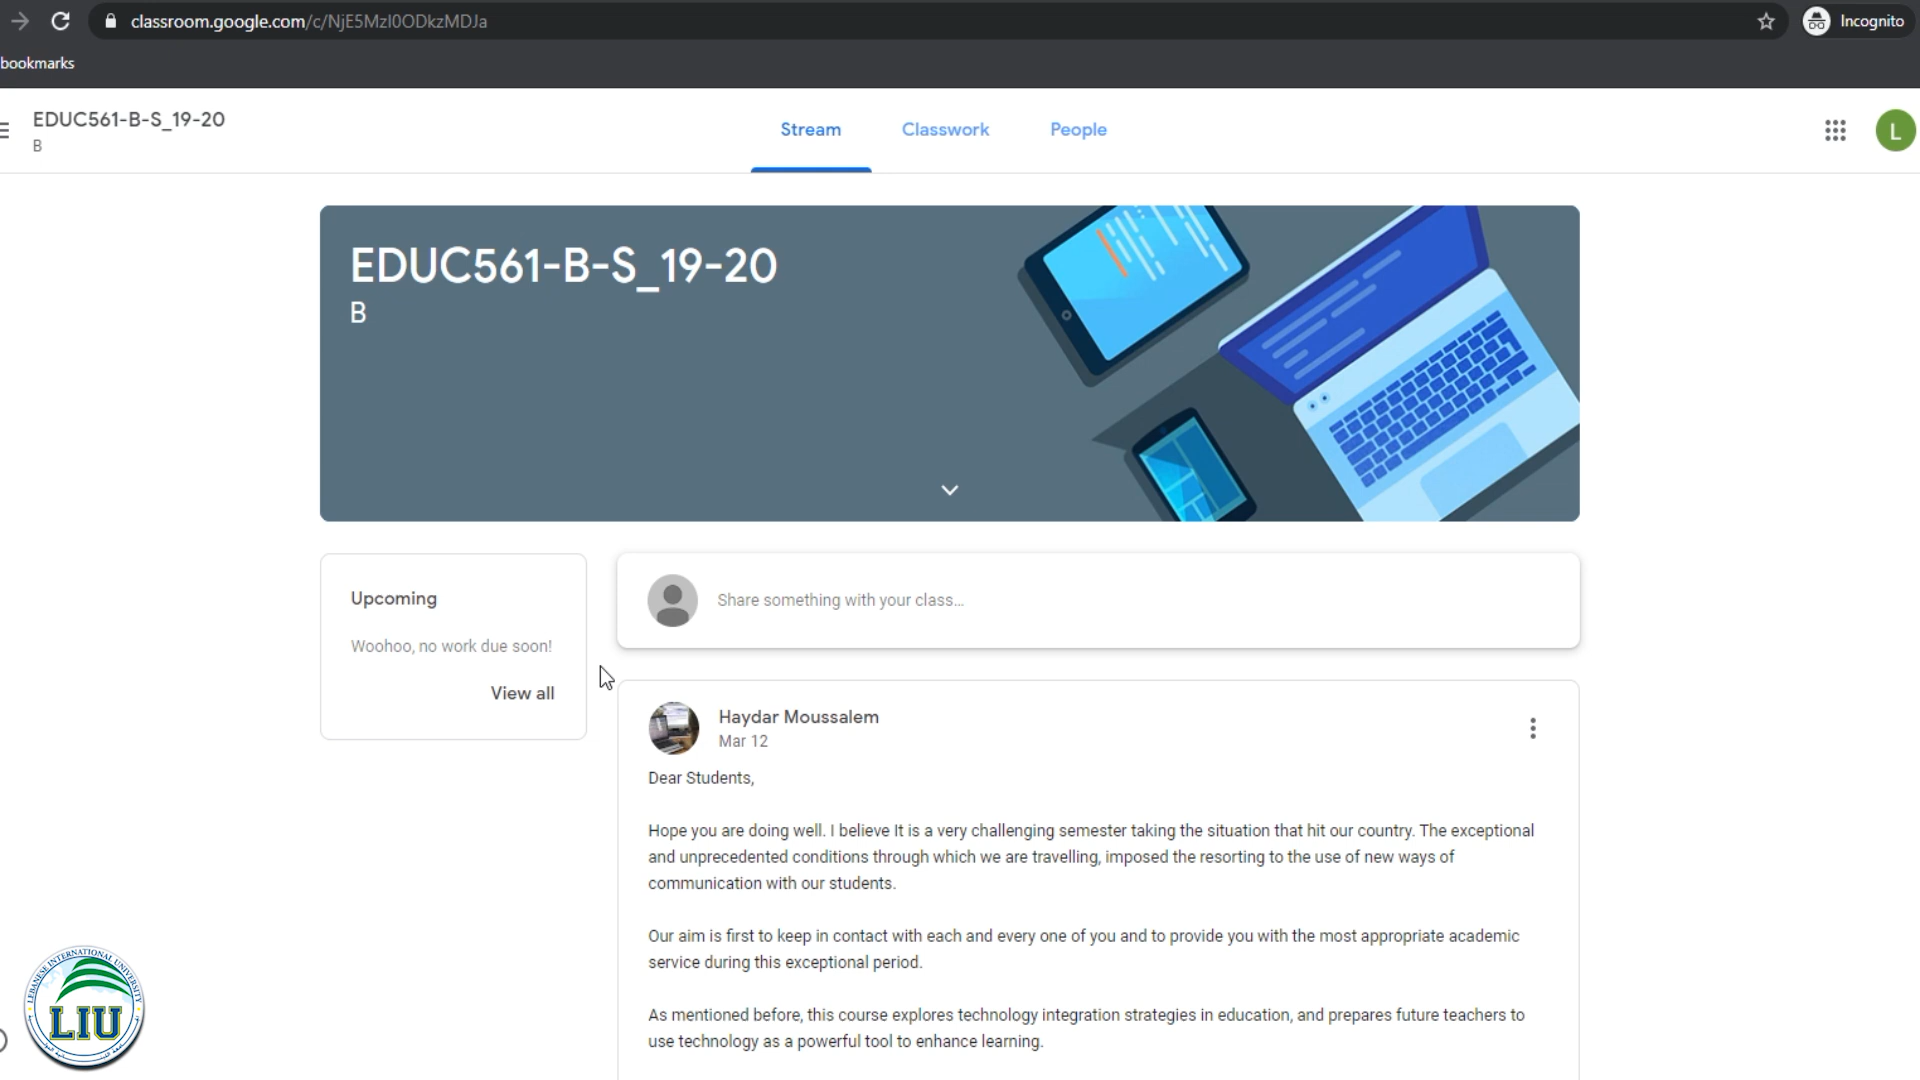 classroom.google.com/c/NjE5MzI0ODkzMDJa
Incognito
bookmarks
EDUC561-B-S_19-20
B
Stream
Classwork
People
L
EDUC561-B-S_19-20
B
Upcoming
Woohoo, no work due soon!
View all
Share something with your class...
Haydar Moussalem
Mar 12
Dear Students,
Hope you are doing well. I believe It is a very challenging semester taking the situation that hit our country. The exceptional
and unprecedented conditions through which we are travelling, imposed the resorting to the use of new ways of
communication with our students.
Our aim is first to keep in contact with each and every one of you and to provide you with the most appropriate academic
service during this exceptional period.
As mentioned before, this course explores technology integration strategies in education, and prepares future teachers to
use technology as a powerful tool to enhance learning.
LEBANESE INTERNATIONAL UNIVERSITY
LIU